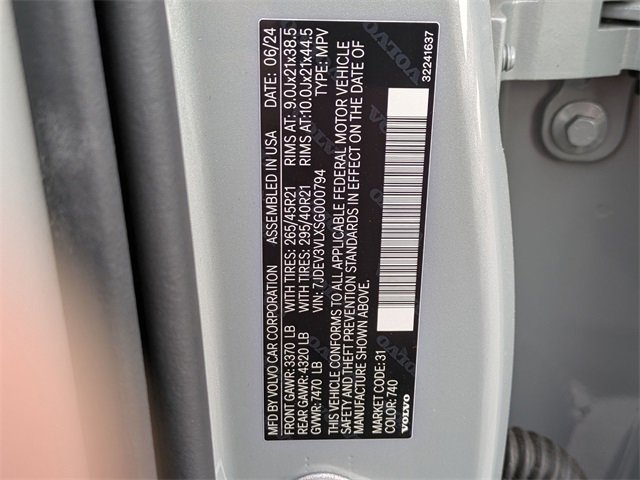 MFD BY VOLVO CAR CORPORATION ASSEMBLED IN USA DATE: 06/24
FRONT GAWR: 3370 LB WITH TIRES: 265/45R21 RIMS AT: 9.0Jx21x38.5
REAR GAWR: 4320 LB WITH TIRES: 295/40R21 RIMS AT: 10.0Jx21x44.5
GVWR: 7470 LB VIN: 7JDEV3VLXSG000794 TYPE: MPV
THIS VEHICLE CONFORMS TO ALL APPLICABLE FEDERAL MOTOR VEHICLE
SAFETY AND THEFT PREVENTION STANDARDS IN EFFECT ON THE DATE OF
MANUFACTURE SHOWN ABOVE.
MARKET CODE: 31
COLOR: 740
VOLVO
32241637